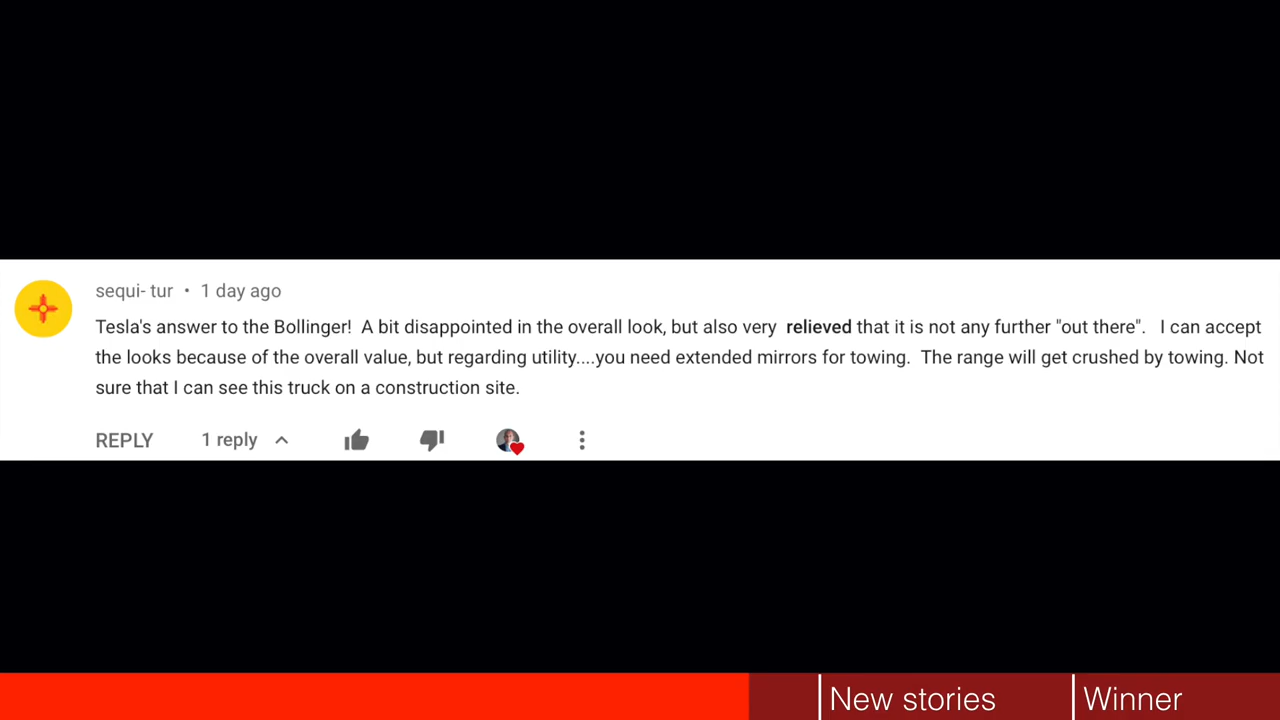 sequi- tur • 1 day ago
Tesla's answer to the Bollinger!  A bit disappointed in the overall look, but also very  relieved that it is not any further "out there".   I can accept
the looks because of the overall value, but regarding utility....you need extended mirrors for towing.  The range will get crushed by towing. Not
sure that I can see this truck on a construction site.
REPLY 1 reply
New stories
Winner